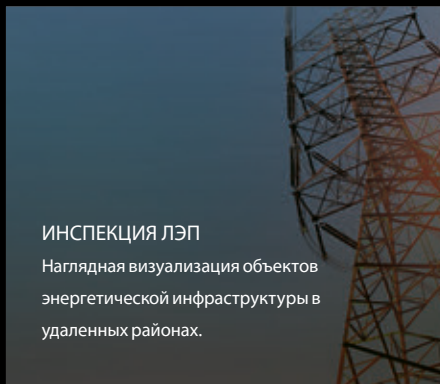 ИНСПЕКЦИЯ ЛЭП
Наглядная визуализация объектов
энергетической инфраструктуры в
удаленных районах.